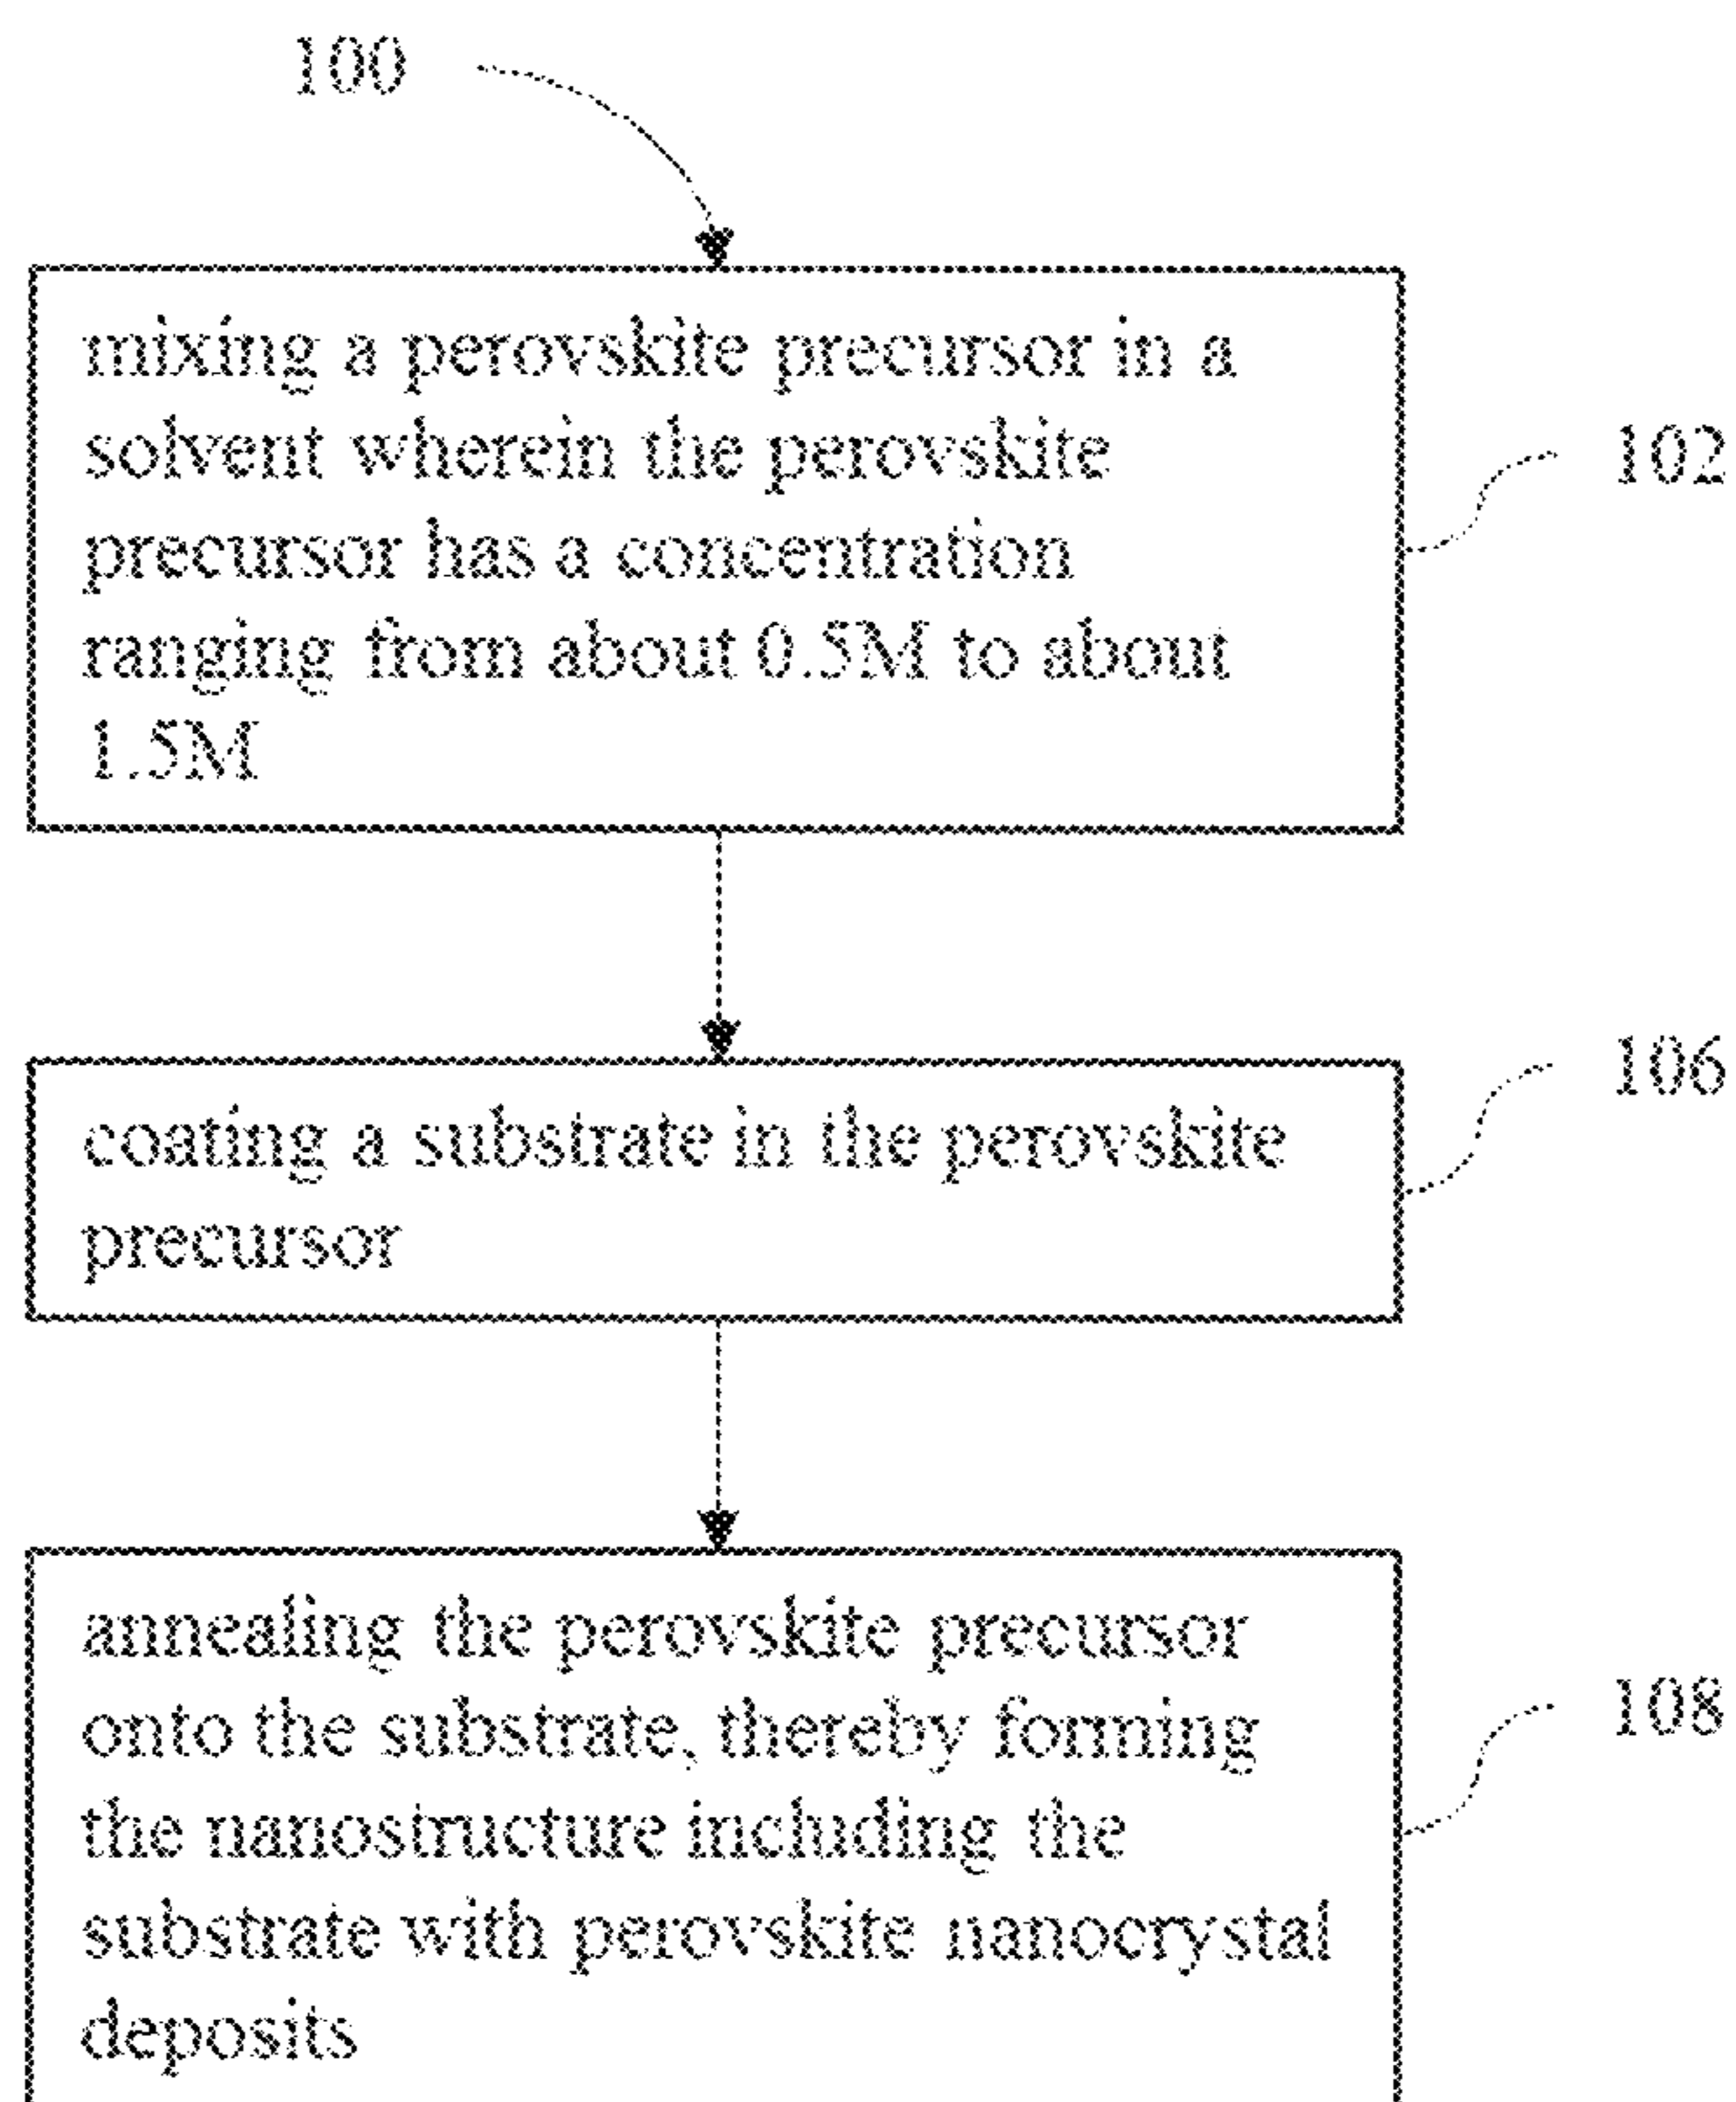 100
mixing a perovskite precursor in a
solvent wherein the perovskite
precursor has a concentration
ranging from about 0.5M to about
1.5M
102
coating a substrate in the perovskite
precursor
106
annealing the perovskite precursor
onto the substrate, thereby forming
the nanostructure including the
substrate with perovskite nanocrystal
deposits
108